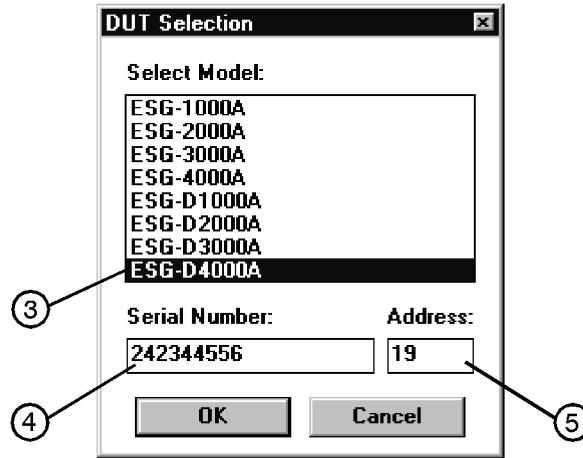 DUT Selection
Select Model:
ESG-1000A
ESG-2000A
ESG-3000A
ESG-4000A
ESG-D1000A
ESG-D2000A
ESG-D3000A
ESG-D4000A
3
Serial Number: Address:
242344556 19
4 5
OK Cancel